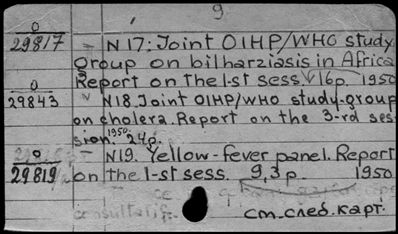 9
0
29817 – N17: Joint OIHP/WHO study
group on bilharziasis in Africa
Report on the 1-st sess. 16p. 1950
0
29843 N18. Joint OIHP/WHO study-group
on cholera. Report on the 3-rd ses-
sion. 1950. 24p.
0 – N19. Yellow-fever panel. Report
29819 on the 1-st sess. 9,3p. 1950
consultatif
см. след. карт.